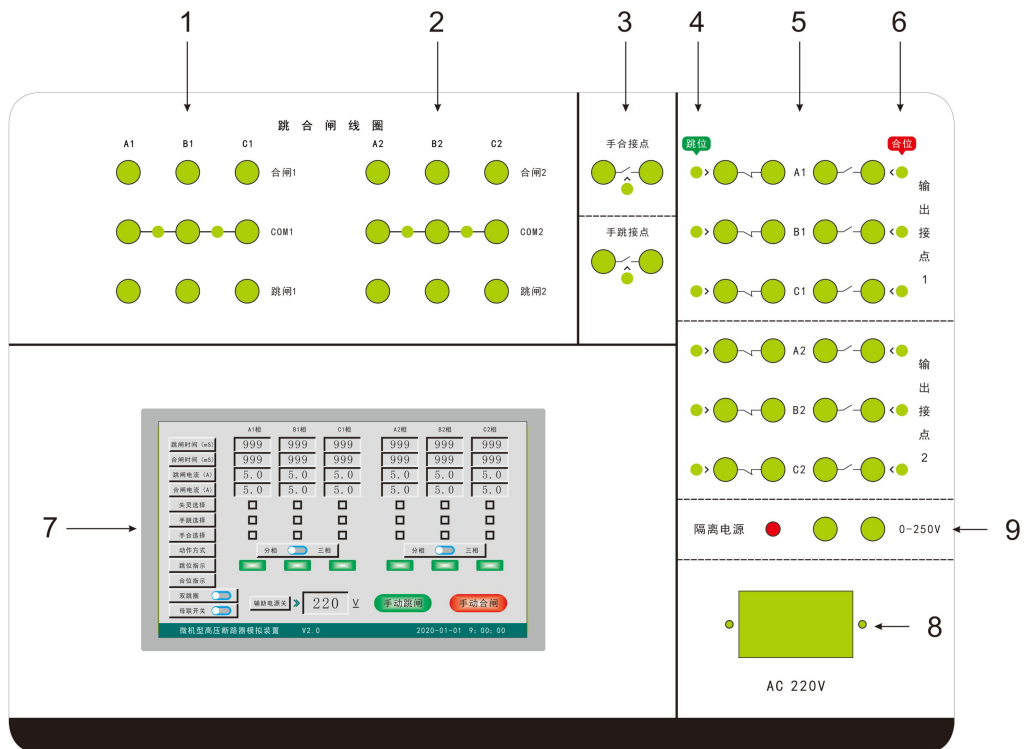 1 2 3 4 5 6
跳合闸线圈
A1 B1 C1 A2 B2 C2
合闸1 合闸2
COM1 COM2
跳闸1 跳闸2
手合接点
手跳接点
跳位 合位
A1
B1
C1
输出接点1
A2
B2
C2
输出接点2
隔离电源 0-250V 9
8
AC 220V
7
A1相 B1相 C1相 A2相 B2相 C2相
跳闸时间 (mS) 999 999 999 999 999 999
合闸时间 (mS) 999 999 999 999 999 999
跳闸电流 (A) 5.0 5.0 5.0 5.0 5.0 5.0
合闸电流 (A) 5.0 5.0 5.0 5.0 5.0 5.0
失灵选择
手跳选择
手合选择
动作方式 分相 三相 分相 三相
跳位指示
合位指示
双跳圈
母联开关 辅助电源关 » 220 V 手动跳闸 手动合闸
微机型高压断路器模拟装置 V2.0 2020-01-01 9:00:00